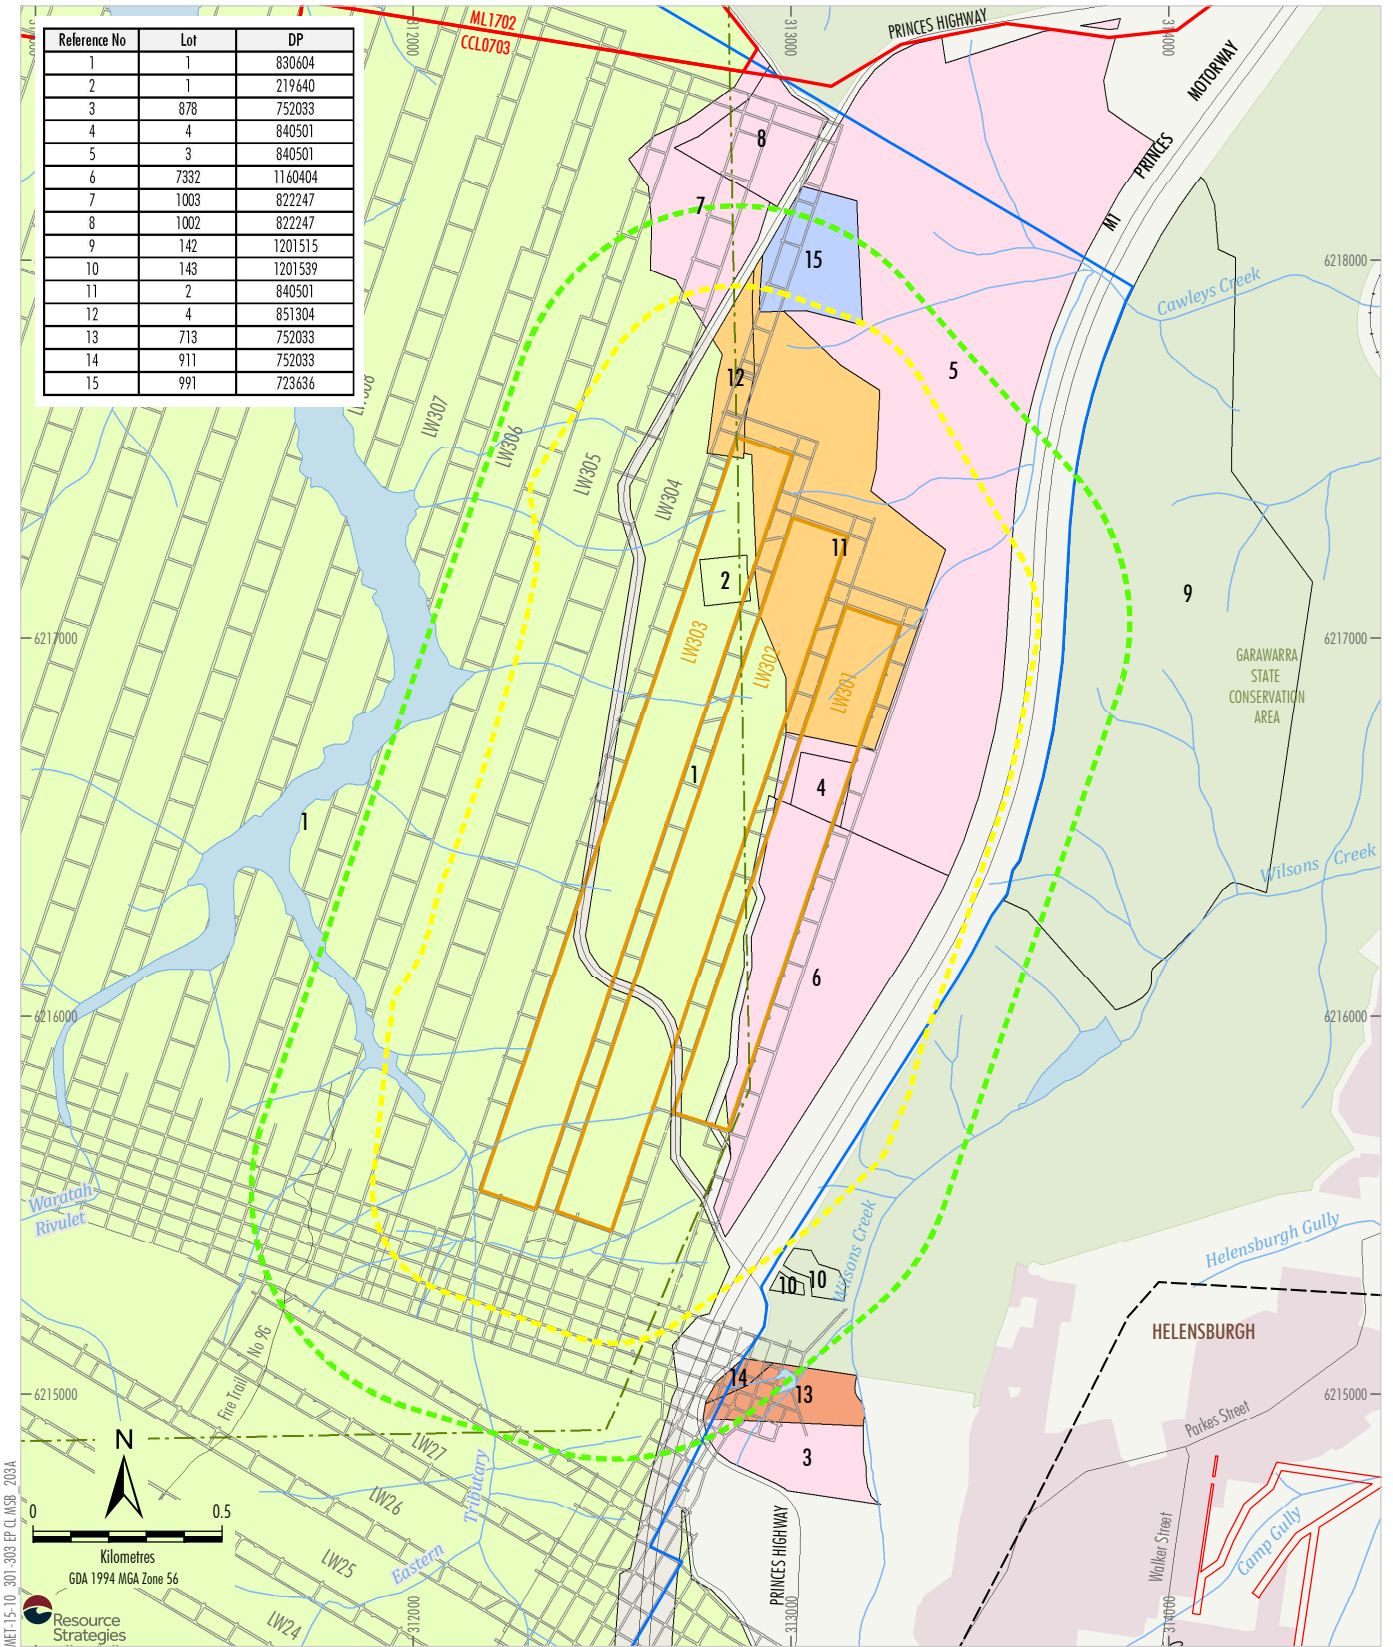 ML1702
CCL0703
312000
313000
314000
PRINCES HIGHWAY
MOTORWAY
PRINCES
M1
Reference No Lot DP
1 1 830604
2 1 219640
3 878 752033
4 4 840501
5 3 840501
6 7332 1160404
7 1003 822247
8 1002 822247
9 142 1201515
10 143 1201539
11 2 840501
12 4 851304
13 713 752033
14 911 752033
15 991 723636
8
7
15
6218000
Cawleys Creek
5
12
LW307
LW306
LW305
LW304
11
2
9
6217000
6217000
LW303
LW302
LW301
GARAWARRA
STATE
CONSERVATION
AREA
1
4
1
Wilsons Creek
6
6216000
6216000
Waratah
Rivulet
Wilsons Creek
Helensburgh Gully
10
10
HELENSBURGH
Fire Trail No 96
14
13
6215000
6215000
Parkes Street
3
N
LW27
LW26
LW25
LW24
Tributary
Eastern
0 0.5
Kilometres
GDA 1994 MGA Zone 56
PRINCES HIGHWAY
Walker Street
Camp Gully
312000
313000
314000
Resource
Strategies
MET-15-10 301-303 EP CL MSB 203A